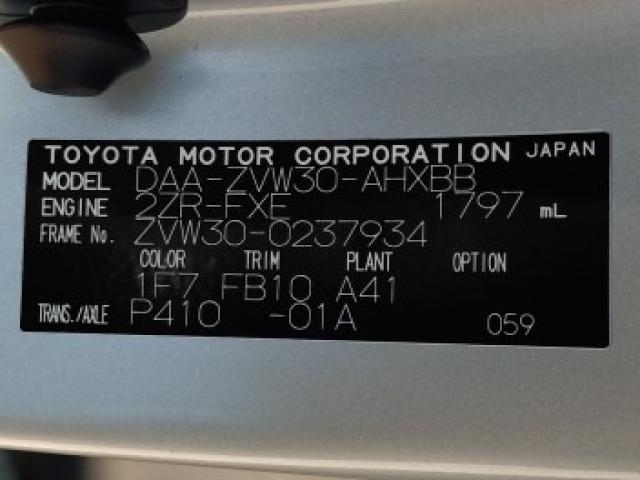 TOYOTA MOTOR CORPORATION JAPAN
MODEL DAA-ZVW30-AHXBB
ENGINE 2ZR-FXE 1797 mL
FRAME No. ZVW30-0237934
COLOR TRIM PLANT OPTION
1F7 FB10 A41
TRANS./AXLE P410 -01A 059